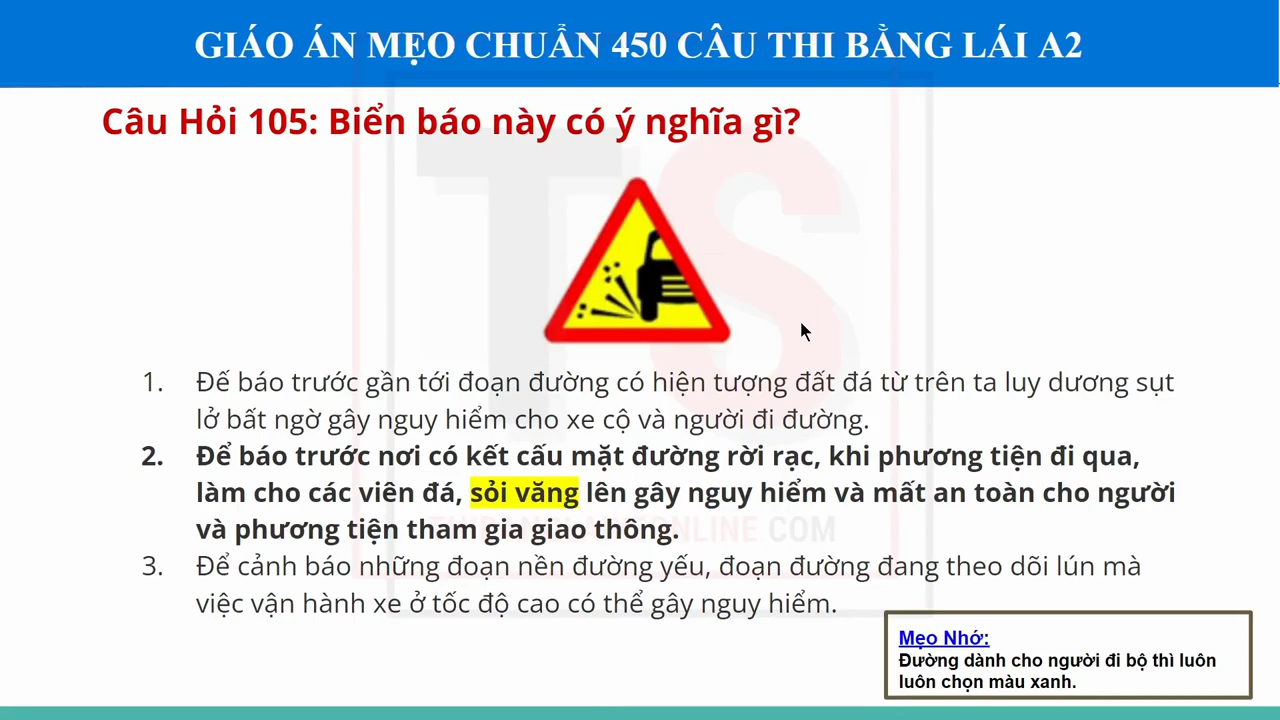 GIÁO ÁN MẸO CHUẨN 450 CÂU THI BẰNG LÁI A2
Câu Hỏi 105: Biển báo này có ý nghĩa gì?
1. Để báo trước gần tới đoạn đường có hiện tượng đất đá từ trên ta luy dương sụt
lở bất ngờ gây nguy hiểm cho xe cộ và người đi đường.
2. Để báo trước nơi có kết cấu mặt đường rời rạc, khi phương tiện đi qua,
làm cho các viên đá, sỏi văng lên gây nguy hiểm và mất an toàn cho người
và phương tiện tham gia giao thông.
3. Để cảnh báo những đoạn nền đường yếu, đoạn đường đang theo dõi lún mà
việc vận hành xe ở tốc độ cao có thể gây nguy hiểm.
Mẹo Nhớ:
Đường dành cho người đi bộ thì luôn
luôn chọn màu xanh.